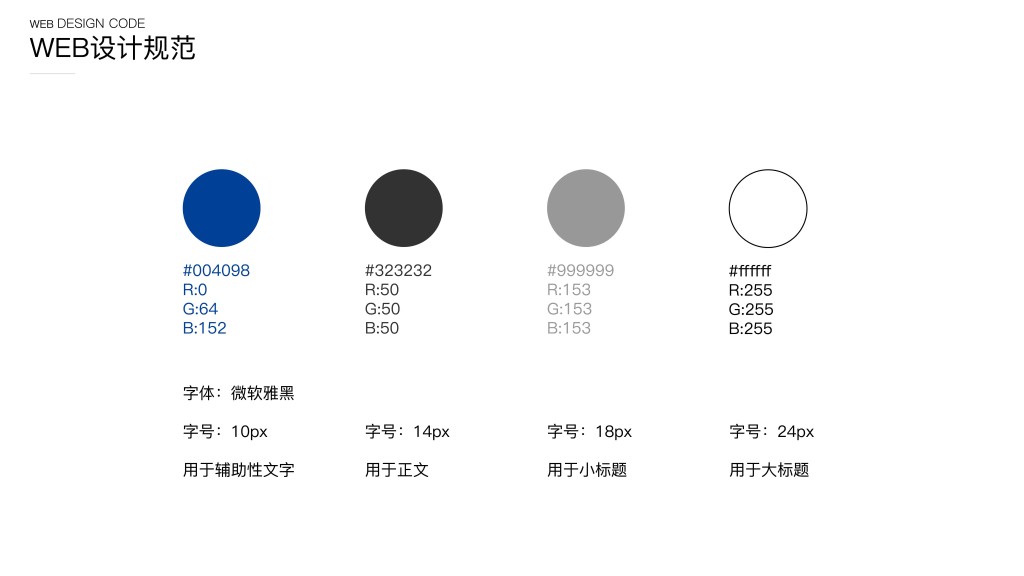 WEB DESIGN CODE
WEB设计规范
#004098
R:0
G:64
B:152
#323232
R:50
G:50
B:50
#999999
R:153
G:153
B:153
#ffffff
R:255
G:255
B:255
字体：微软雅黑
字号：10px
用于辅助性文字
字号：14px
用于正文
字号：18px
用于小标题
字号：24px
用于大标题